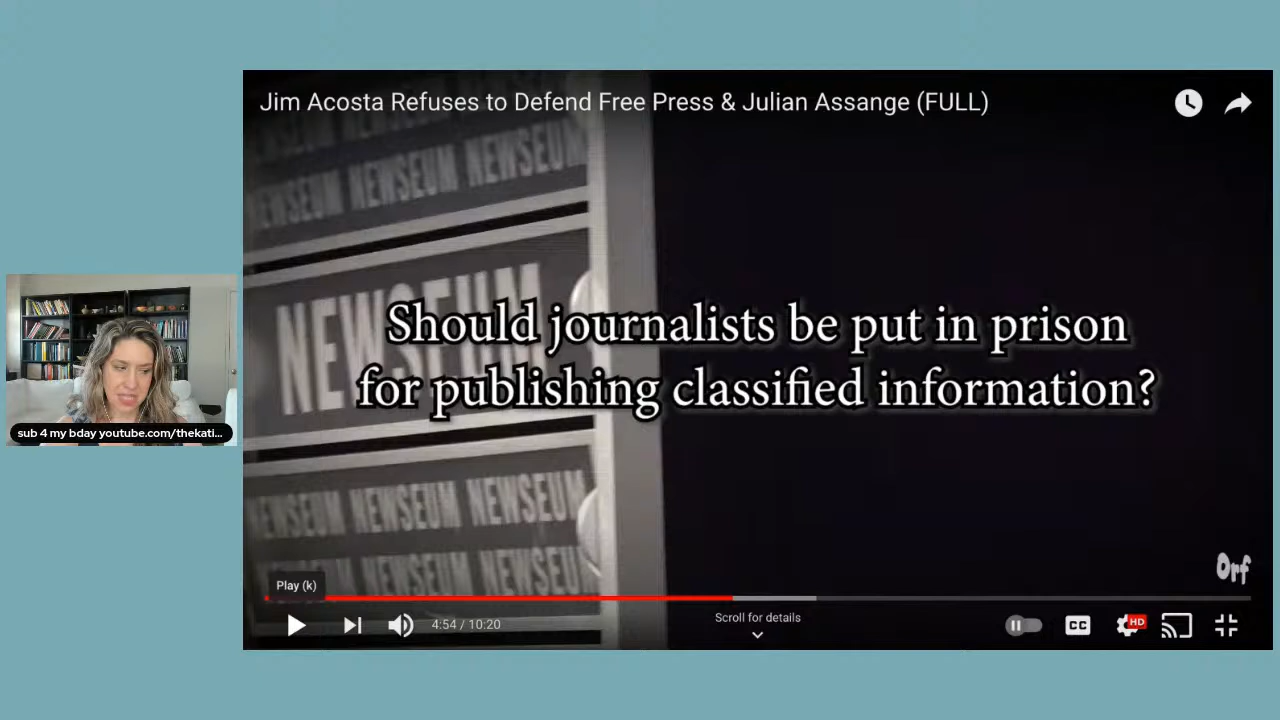 Jim Acosta Refuses to Defend Free Press & Julian Assange (FULL)
NEWSEUM NEWSEUM NEWSEUM
NEWSEUM
Should journalists be put in prison
for publishing classified information?
sub 4 my bday youtube.com/thekati...
NEWSEUM NEWSEUM NEWSEUM
NEWSEUM NEWSEUM
Orf
Play (k)
4:54 / 10:20
Scroll for details
CC
HD